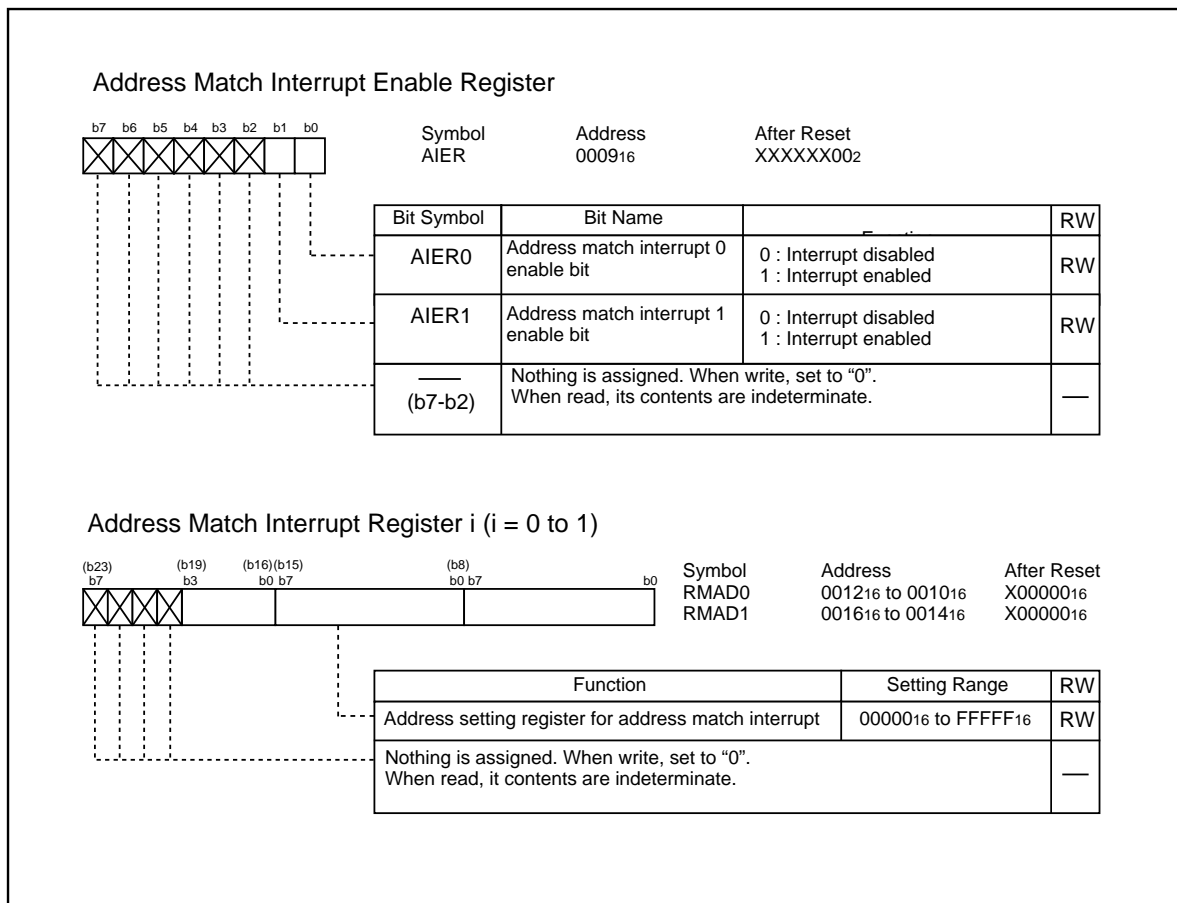 Address Match Interrupt Enable Register
b7 b6 b5 b4 b3 b2 b1 b0
Symbol Address After Reset
AIER 000916 XXXXXX002
Bit Symbol Bit Name RW
AIER0 Address match interrupt 0 enable bit 0 : Interrupt disabled 1 : Interrupt enabled RW
AIER1 Address match interrupt 1 enable bit 0 : Interrupt disabled 1 : Interrupt enabled RW
(b7-b2) Nothing is assigned. When write, set to “0”. When read, its contents are indeterminate. —
Address Match Interrupt Register i (i = 0 to 1)
(b23) (b19) (b16)(b15) (b8)
b7 b3 b0 b7 b0 b7 b0
Symbol Address After Reset
RMAD0 001216 to 001016 X0000016
RMAD1 001616 to 001416 X0000016
Function Setting Range RW
Address setting register for address match interrupt 0000016 to FFFFF16 RW
Nothing is assigned. When write, set to “0”.
When read, it contents are indeterminate. —